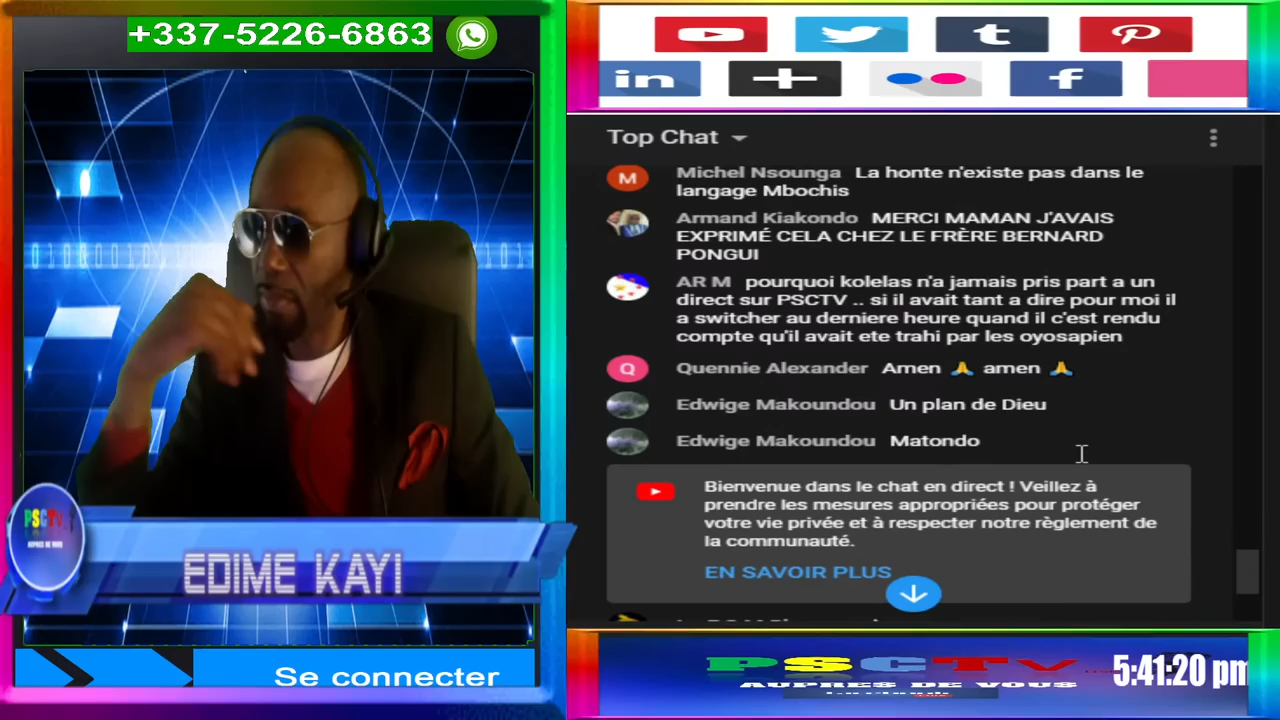 +337-5226-6863
PSCTV
AUPRES DE VOUS
EDIME KAYI
Se connecter
in
f
Top Chat
M Michel Nsounga La honte n'existe pas dans le
langage Mbochis
Armand Kiakondo MERCI MAMAN J'AVAIS
EXPRIMÉ CELA CHEZ LE FRÈRE BERNARD
PONGUI
AR M pourquoi kolelas n'a jamais pris part a un
direct sur PSCTV .. si il avait tant a dire pour moi il
a switcher au derniere heure quand il c'est rendu
compte qu'il avait ete trahi par les oyosapien
Q Quennie Alexander Amen 🙏 amen 🙏
Edwige Makoundou Un plan de Dieu
Edwige Makoundou Matondo
Bienvenue dans le chat en direct ! Veillez à
prendre les mesures appropriées pour protéger
votre vie privée et à respecter notre règlement de
la communauté.
EN SAVOIR PLUS
PSCTV
AUPRES DE VOUS
5:41:20 pm